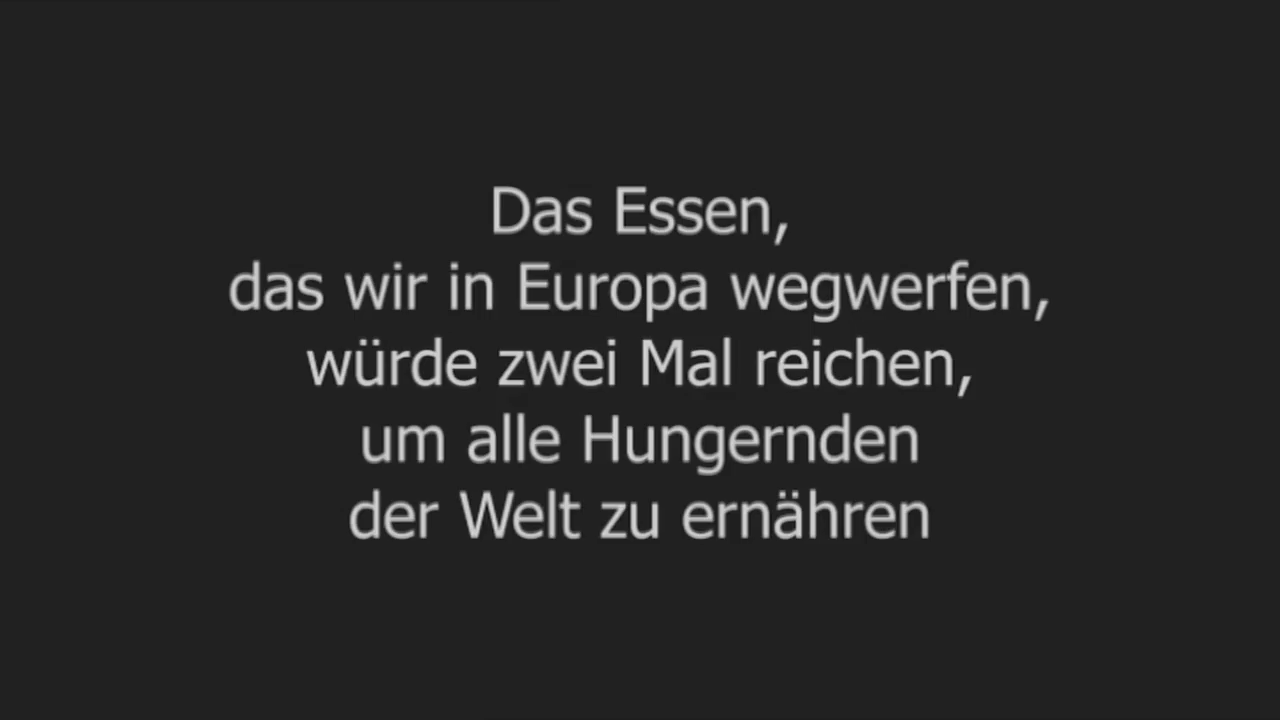 Das Essen,
das wir in Europa wegwerfen,
würde zwei Mal reichen,
um alle Hungernden
der Welt zu ernähren